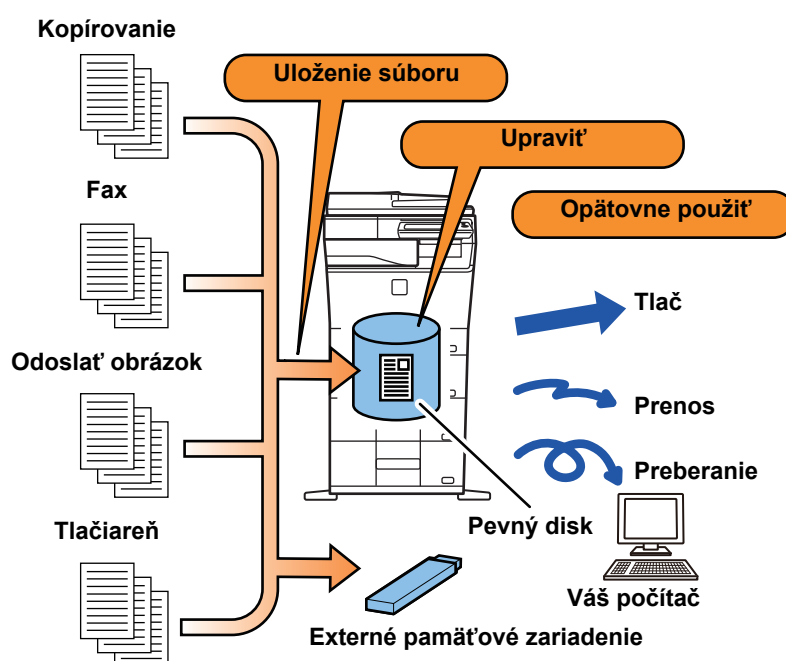 Kopírovanie
Uloženie súboru
Upraviť
Fax
Opätovne použiť
Tlač
Odoslať obrázok
Prenos
Preberanie
Pevný disk
Tlačiareň
Váš počítač
Externé pamäťové zariadenie